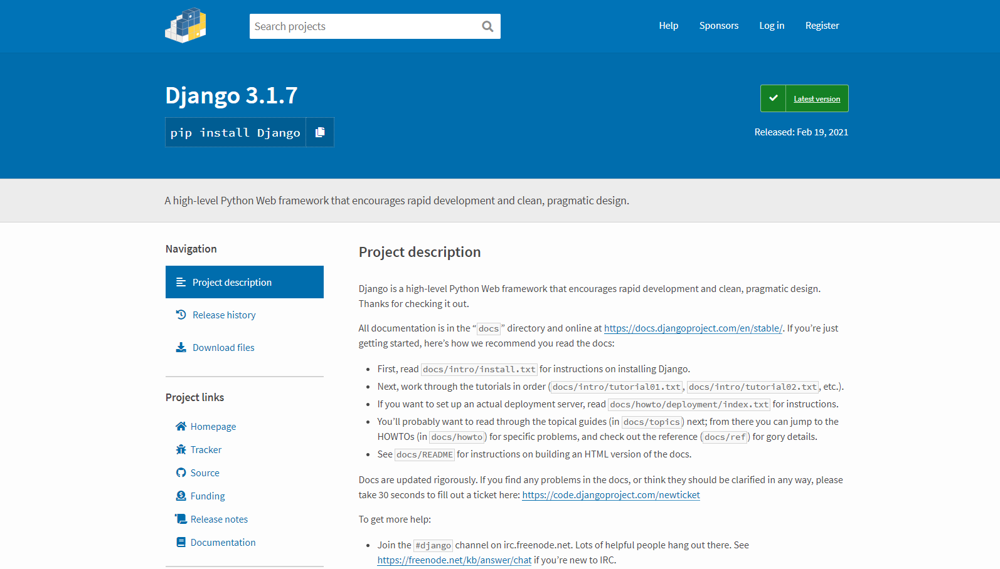 Search projects
Help
Sponsors
Log in
Register
Django 3.1.7
pip install Django
Latest version
Released: Feb 19, 2021
A high-level Python Web framework that encourages rapid development and clean, pragmatic design.
Navigation
Project description
Release history
Download files
Project links
Homepage
Tracker
Source
Funding
Release notes
Documentation
Project description
Django is a high-level Python Web framework that encourages rapid development and clean, pragmatic design.
Thanks for checking it out.
All documentation is in the “docs” directory and online at https://docs.djangoproject.com/en/stable/. If you’re just
getting started, here’s how we recommend you read the docs:
• First, read docs/intro/install.txt for instructions on installing Django.
• Next, work through the tutorials in order (docs/intro/tutorial01.txt, docs/intro/tutorial02.txt, etc.).
• If you want to set up an actual deployment server, read docs/howto/deployment/index.txt for instructions.
• You’ll probably want to read through the topical guides (in docs/topics) next; from there you can jump to the
HOWTOs (in docs/howto) for specific problems, and check out the reference (docs/ref) for gory details.
• See docs/README for instructions on building an HTML version of the docs.
Docs are updated rigorously. If you find any problems in the docs, or think they should be clarified in any way, please
take 30 seconds to fill out a ticket here: https://code.djangoproject.com/newticket
To get more help:
• Join the #django channel on irc.freenode.net. Lots of helpful people hang out there. See
https://freenode.net/kb/answer/chat if you’re new to IRC.